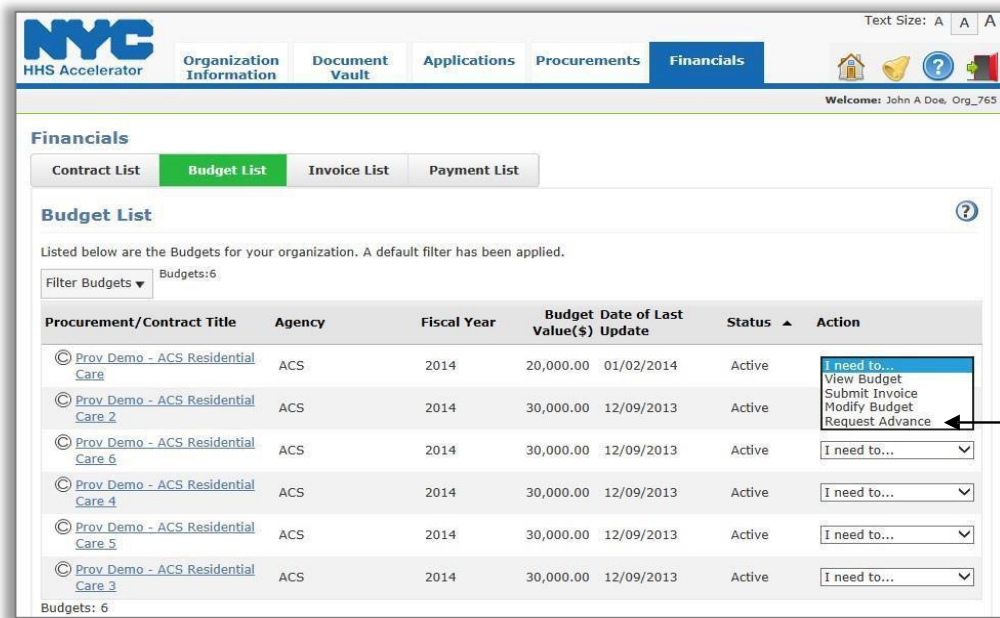 Text Size: A A A
NYC
HHS Accelerator
Organization Information
Document Vault
Applications
Procurements
Financials
?
Welcome: John A Doe, Org_765
Financials
Contract List
Budget List
Invoice List
Payment List
Budget List
?
Listed below are the Budgets for your organization. A default filter has been applied.
Filter Budgets ▼ Budgets:6
Procurement/Contract Title Agency Fiscal Year Budget Value($) Date of Last Update Status ▲ Action
© Prov Demo - ACS Residential Care ACS 2014 20,000.00 01/02/2014 Active I need to...
View Budget
Submit Invoice
Modify Budget
Request Advance
© Prov Demo - ACS Residential Care 2 ACS 2014 30,000.00 12/09/2013 Active
© Prov Demo - ACS Residential Care 6 ACS 2014 30,000.00 12/09/2013 Active I need to...
© Prov Demo - ACS Residential Care 4 ACS 2014 30,000.00 12/09/2013 Active I need to...
© Prov Demo - ACS Residential Care 5 ACS 2014 30,000.00 12/09/2013 Active I need to...
© Prov Demo - ACS Residential Care 3 ACS 2014 30,000.00 12/09/2013 Active I need to...
Budgets: 6